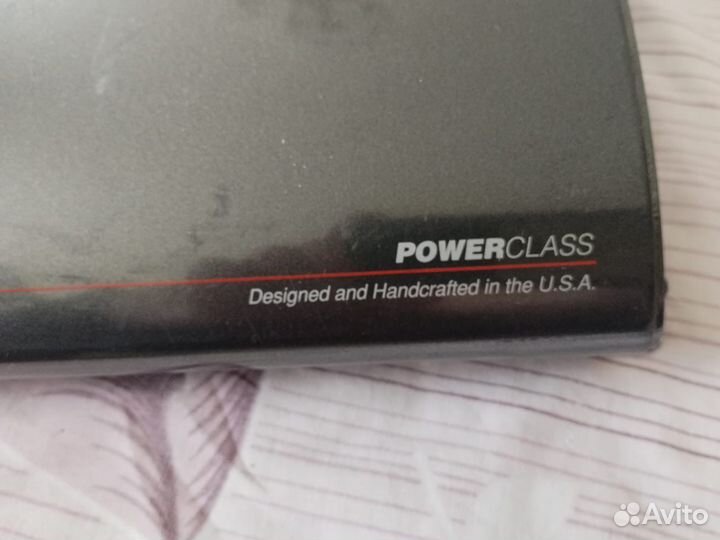 POWERCLASS
Designed and Handcrafted in the U.S.A.
Avito